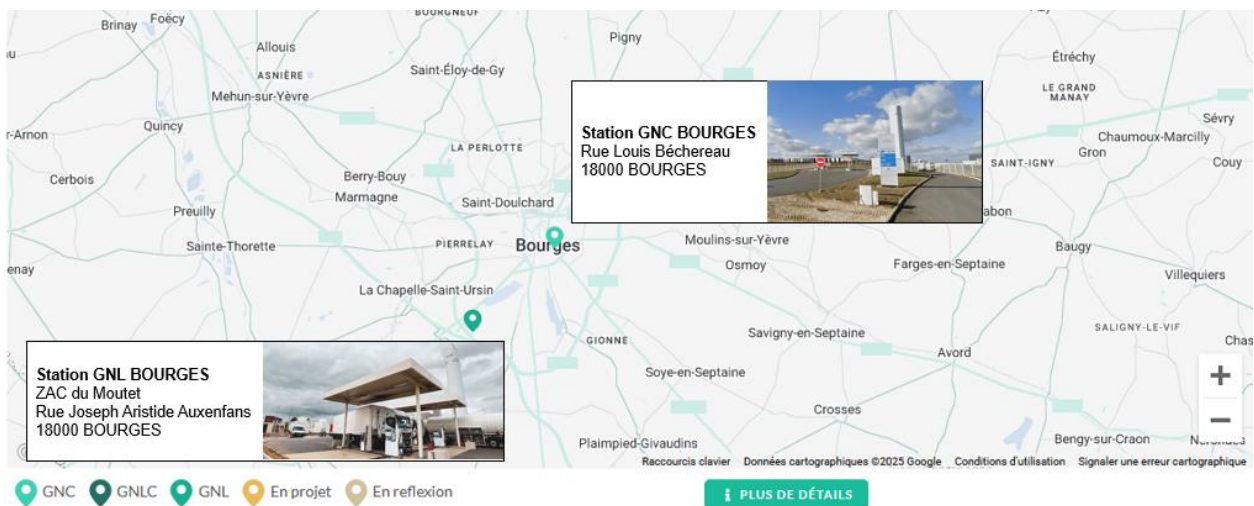 BOURGNEUF
Foëcy
Brinay
Pigny
Allouis
Étréchy
Saint-Éloy-de-Gy
ASNIÈRE
LE GRAND
MANAY
Mehun-sur-Yèvre
Sévry
Quincy
r-Arnon
Chaumoux-Marcilly
Station GNC BOURGES
Rue Louis Béchereau
18000 BOURGES
LA PERLOTTE
Gron
SAINT-IGNY
Couy
Cerbois
Berry-Bouy
Marmagne
Saint-Doulchard
Preuilly
abon
Sainte-Thorette
PIERRELAY
Bourges
Moulins-sur-Yèvre
Baugy
enay
Osmoy
Farges-en-Septaine
Villequiers
La Chapelle-Saint-Ursin
GIONNE
Savigny-en-Septaine
SALIGNY-LE-VIF
Chas
Avord
Station GNL BOURGES
ZAC du Moutet
Rue Joseph Aristide Auxenfans
18000 BOURGES
Soye-en-Septaine
+
Crosses
−
Plaimpied-Givaudins
Bengy-sur-Craon
Raccourcis clavier Données cartographiques ©2025 Google Conditions d'utilisation Signaler une erreur cartographique
GNC GNLC GNL En projet En reflexion
i PLUS DE DÉTAILS